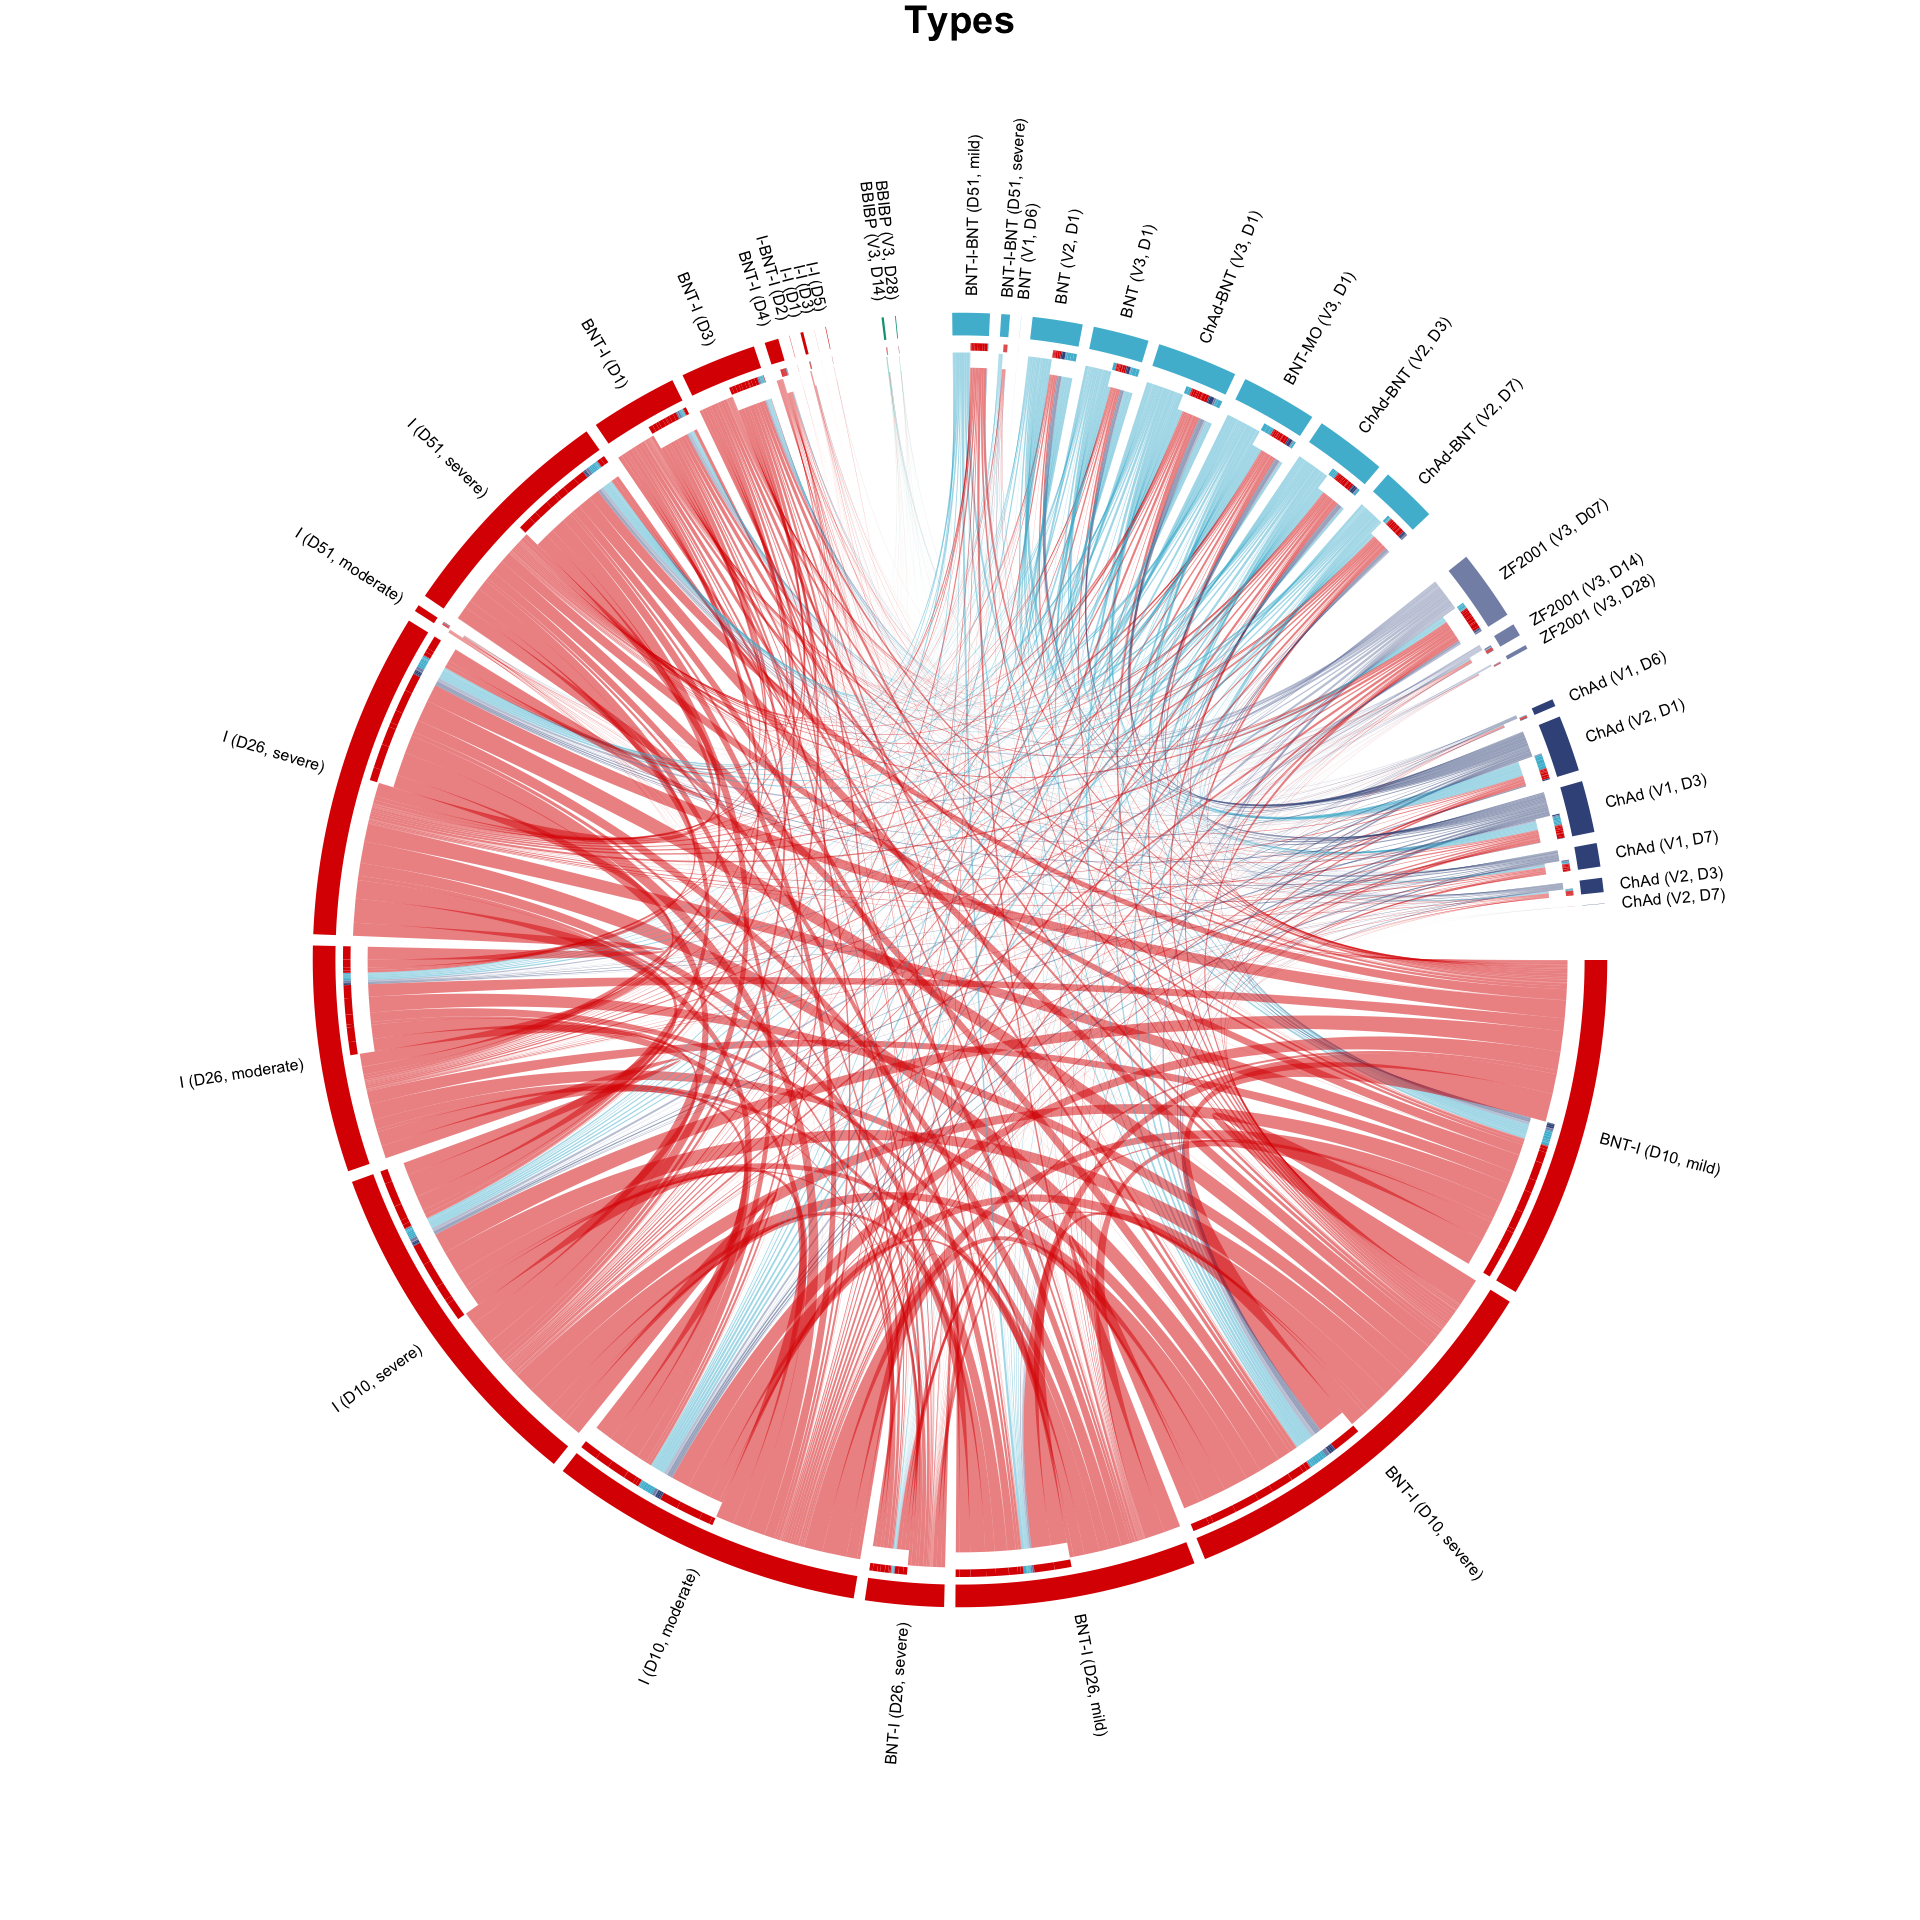 Types
BNT-I-BNT (D51, mild)
BNT-I-BNT (D51, severe)
BNT (V1, D6)
BNT (V2, D1)
BNT (V3, D1)
ChAd-BNT (V3, D1)
BNT-MO (V3, D1)
ChAd-BNT (V2, D3)
ChAd-BNT (V2, D7)
ZF2001 (V3, D07)
ZF2001 (V3, D14)
ZF2001 (V3, D28)
ChAd (V1, D6)
ChAd (V2, D1)
ChAd (V1, D3)
ChAd (V1, D7)
ChAd (V2, D3)
ChAd (V2, D7)
BNT-I (D10, mild)
BNT-I (D10, severe)
BNT-I (D26, mild)
BNT-I (D26, severe)
I (D10, moderate)
I (D10, severe)
I (D26, moderate)
I (D26, severe)
I (D51, moderate)
I (D51, severe)
BNT-I (D1)
BNT-I (D3)
BNT-I (D4)
I-BNT-I (D2)
I-I (D1)
I-I (D3)
I-I (D5)
BBIBP (V3, D14)
BBIBP (V3, D28)